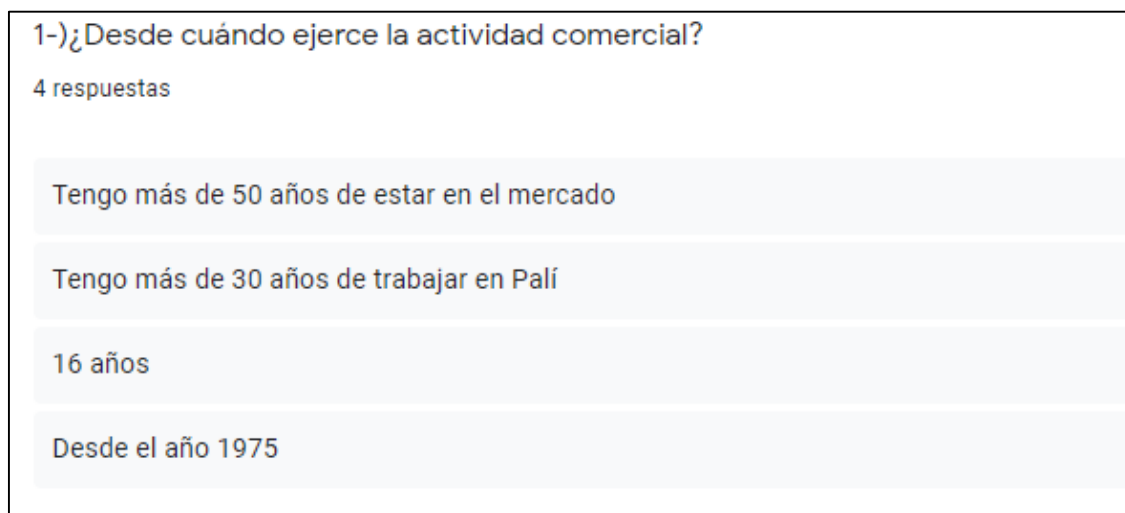 1-)¿Desde cuándo ejerce la actividad comercial?
4 respuestas
Tengo más de 50 años de estar en el mercado
Tengo más de 30 años de trabajar en Palí
16 años
Desde el año 1975